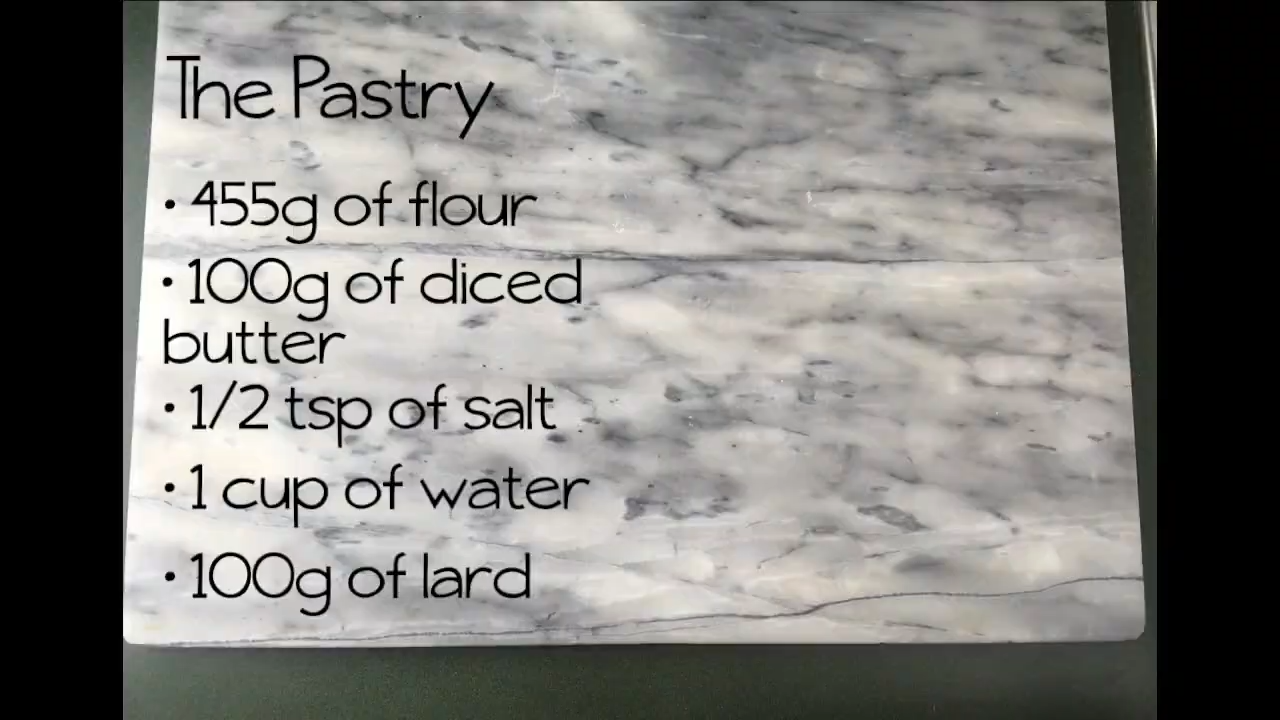 The Pastry
• 455g of flour
• 100g of diced
butter
• 1/2 tsp of salt
• 1 cup of water
• 100g of lard